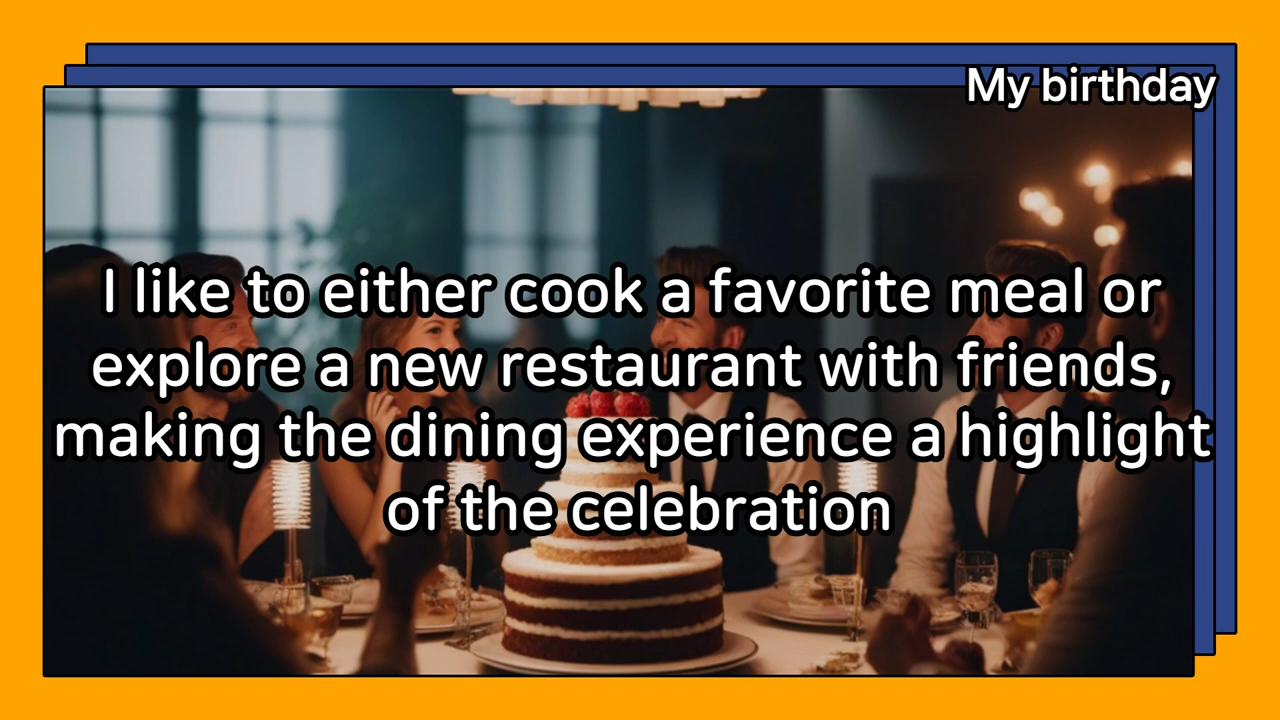 My birthday
I like to either cook a favorite meal or
explore a new restaurant with friends,
making the dining experience a highlight
of the celebration